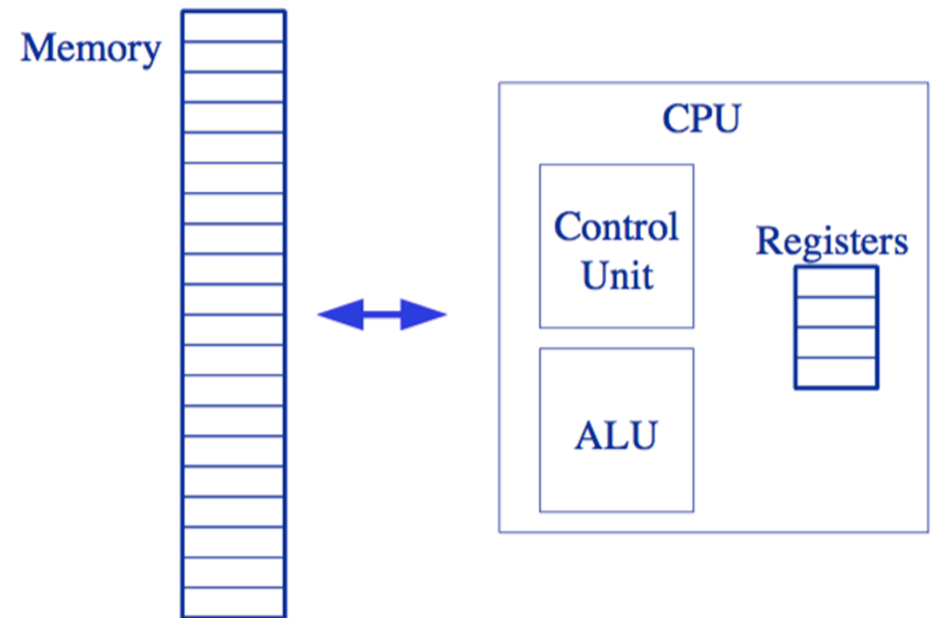 Memory
CPU
Control
Unit
Registers
ALU